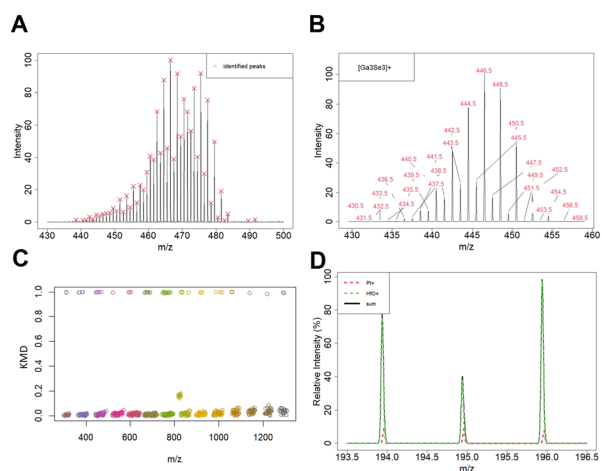 A
identified peaks
Intensity
100
80
60
40
20
0
430 440 450 460 470 480 490 500
m/z
B
[Ga3Se3]+
Intensity
100
80
60
40
20
0
446.5
444.5 448.5
442.5 450.5
443.5 445.5
440.5 441.5 447.5
436.5 439.5 438.5 449.5 452.5
433.5 435.5 437.5 451.5 454.5
430.5 432.5 434.5 453.5 456.5
431.5 458.5
430 435 440 445 450 455 460
m/z
C
KMD
1.0
0.8
0.6
0.4
0.2
0.0
400 600 800 1000 1200
m/z
D
Pt+
HfO+
sum
Relative Intensity (%)
100
80
60
40
20
0
193.5 194.0 194.5 195.0 195.5 196.0 196.5
m/z